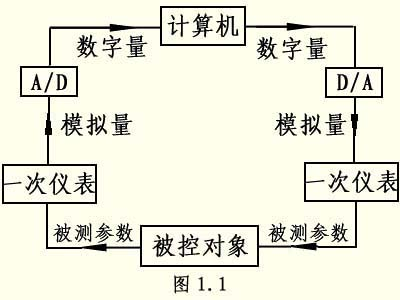 计算机
数字量 数字量
A/D D/A
模拟量 模拟量
一次仪表 一次仪表
被测参数 被控对象 被测参数
图 1.1